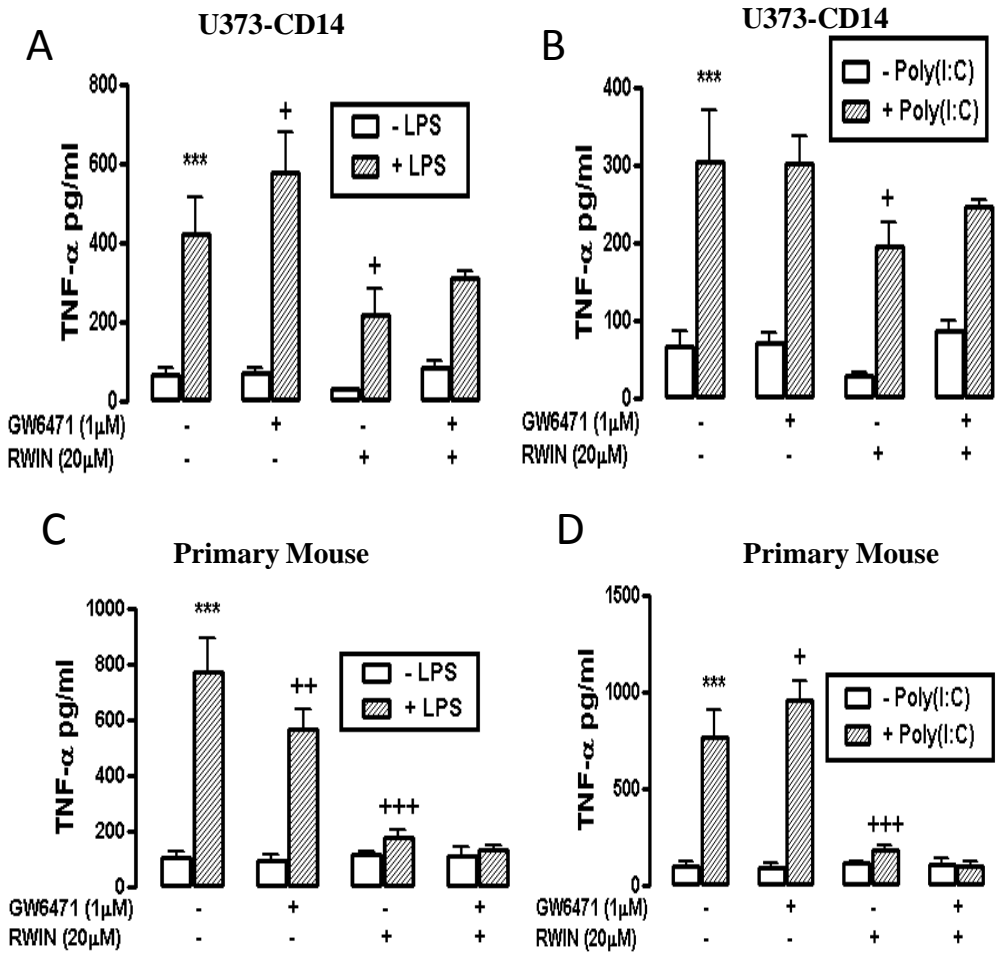 A
U373-CD14
TNF-α pg/ml
800
600
400
200
0
***
+
+
- LPS
+ LPS
GW6471 (1μM) - + - +
RWIN (20μM) - - + +
B
U373-CD14
TNF-α pg/ml
400
300
200
100
0
***
+
- Poly(I:C)
+ Poly(I:C)
GW6471 (1μM) - + - +
RWIN (20μM) - - + +
C
Primary Mouse
TNF-α pg/ml
1000
800
600
400
200
0
***
++
+++
- LPS
+ LPS
GW6471 (1μM) - + - +
RWIN (20μM) - - + +
D
Primary Mouse
TNF-α pg/ml
1500
1000
500
0
***
+
+++
- Poly(I:C)
+ Poly(I:C)
GW6471 (1μM) - + - +
RWIN (20μM) - - + +